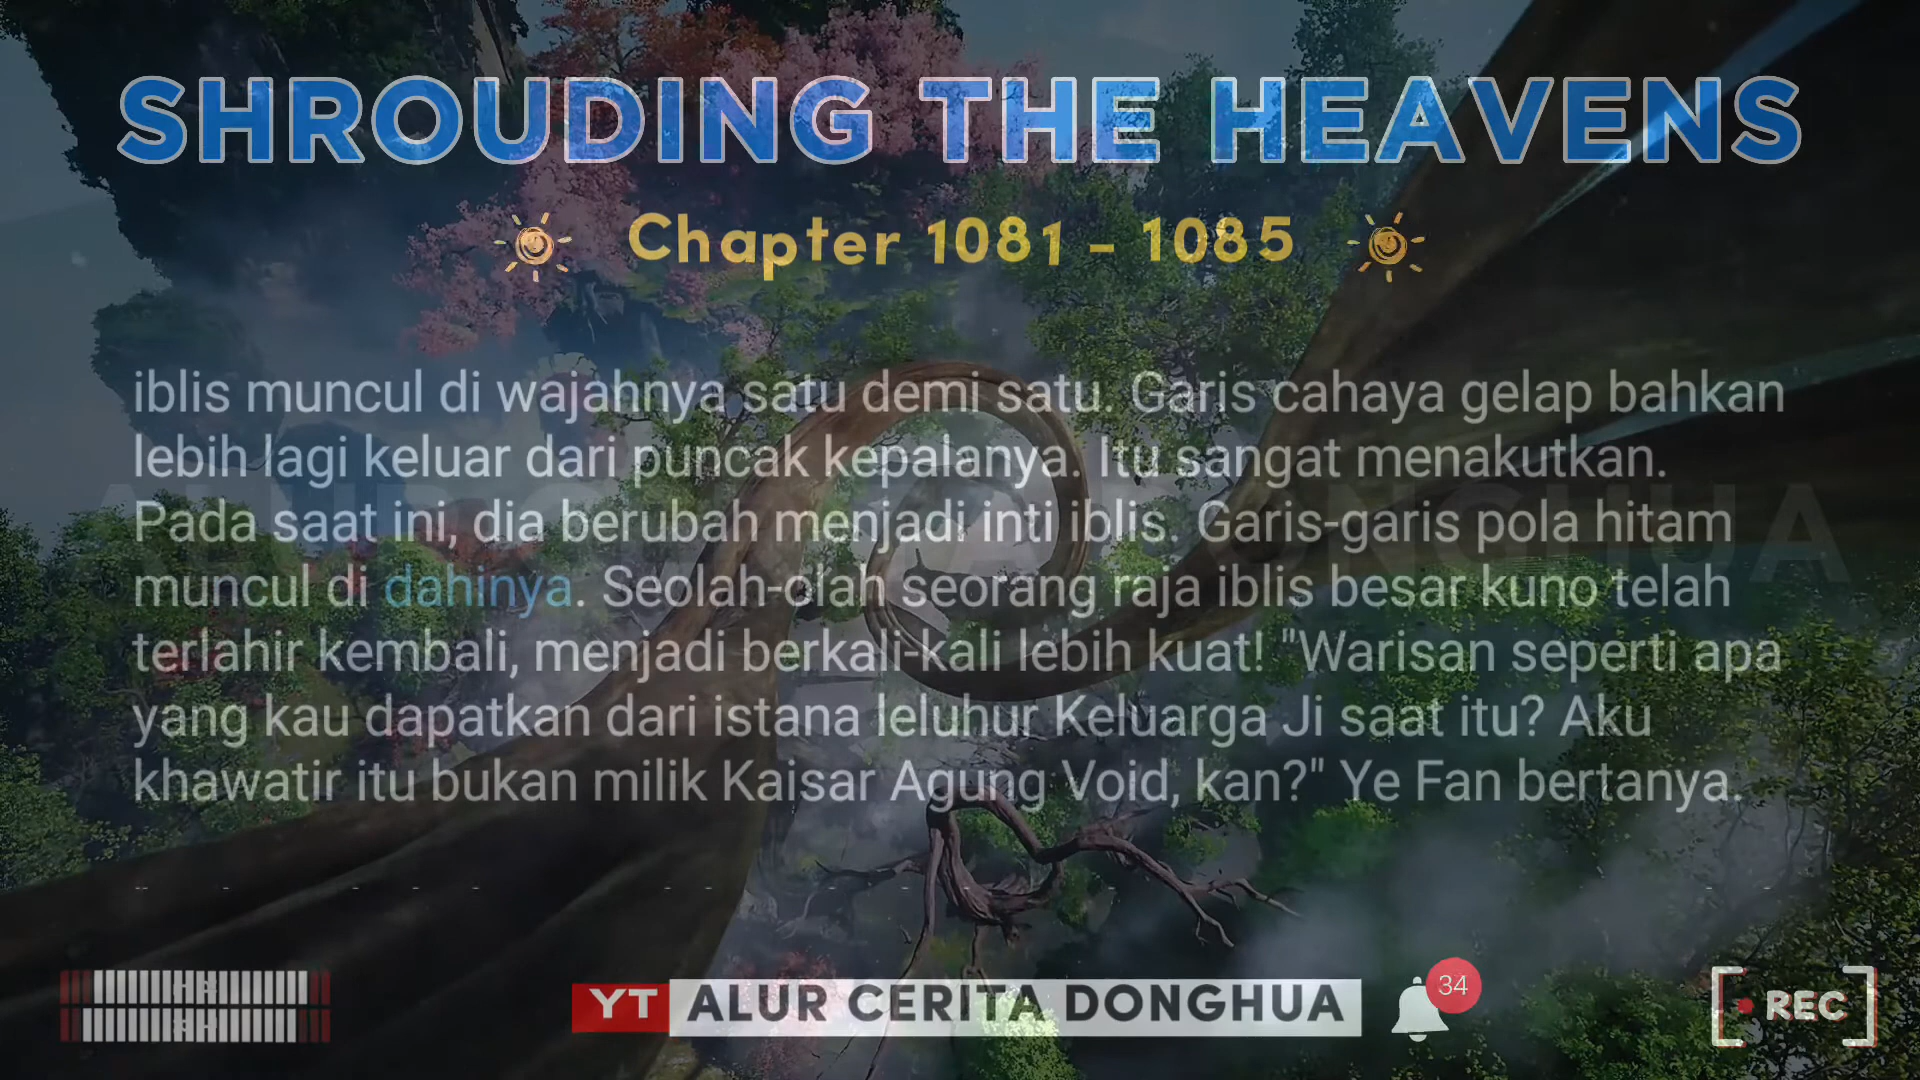 SHROUDING THE HEAVENS
Chapter 1081 - 1085
iblis muncul di wajahnya satu demi satu. Garis cahaya gelap bahkan
lebih lagi keluar dari puncak kepalanya. Itu sangat menakutkan.
Pada saat ini, dia berubah menjadi inti iblis. Garis-garis pola hitam
muncul di dahinya. Seolah-olah seorang raja iblis besar kuno telah
terlahir kembali, menjadi berkali-kali lebih kuat! "Warisan seperti apa
yang kau dapatkan dari istana leluhur Keluarga Ji saat itu? Aku
khawatir itu bukan milik Kaisar Agung Void, kan?" Ye Fan bertanya.
ALUR CERITA DONGHUA
YT ALUR CERITA DONGHUA
34
REC